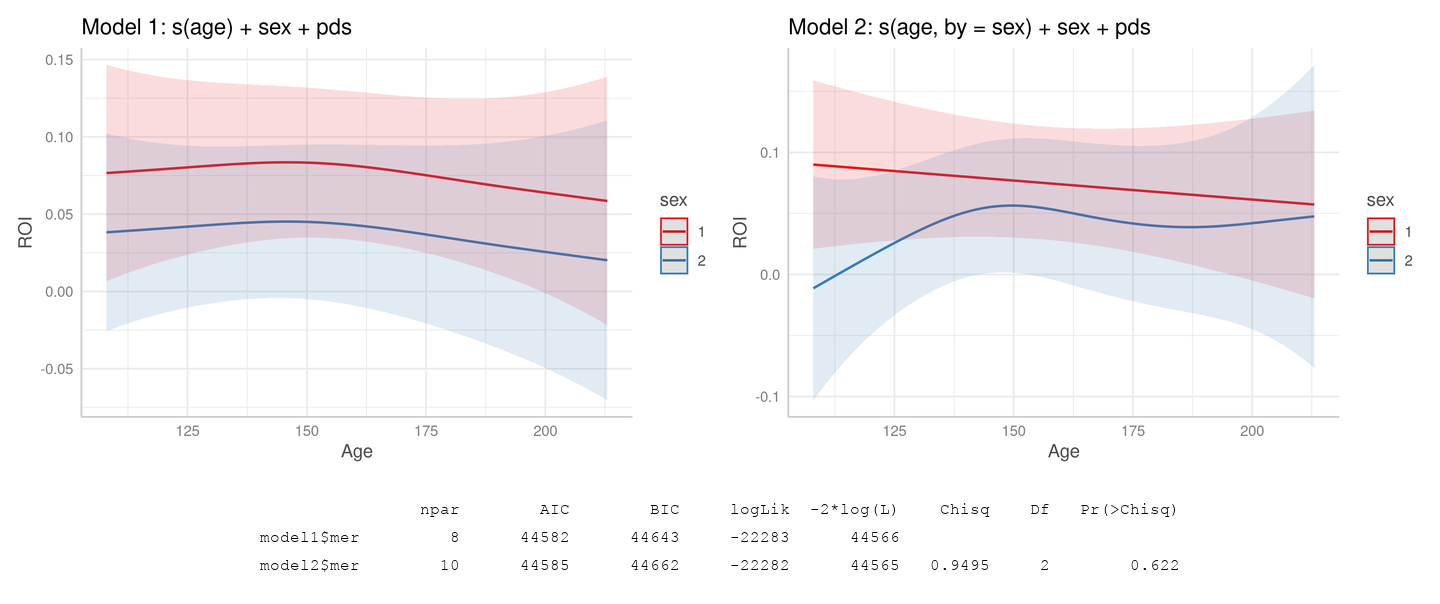 Model 1: s(age) + sex + pds
0.15
0.10
0.05
0.00
-0.05
ROI
125 150 175 200
Age
sex
1
2
Model 2: s(age, by = sex) + sex + pds
0.1
0.0
-0.1
ROI
125 150 175 200
Age
sex
1
2
npar AIC BIC logLik -2*log(L) Chisq Df Pr(>Chisq)
model1$mer 8 44582 44643 -22283 44566
model2$mer 10 44585 44662 -22282 44565 0.9495 2 0.622